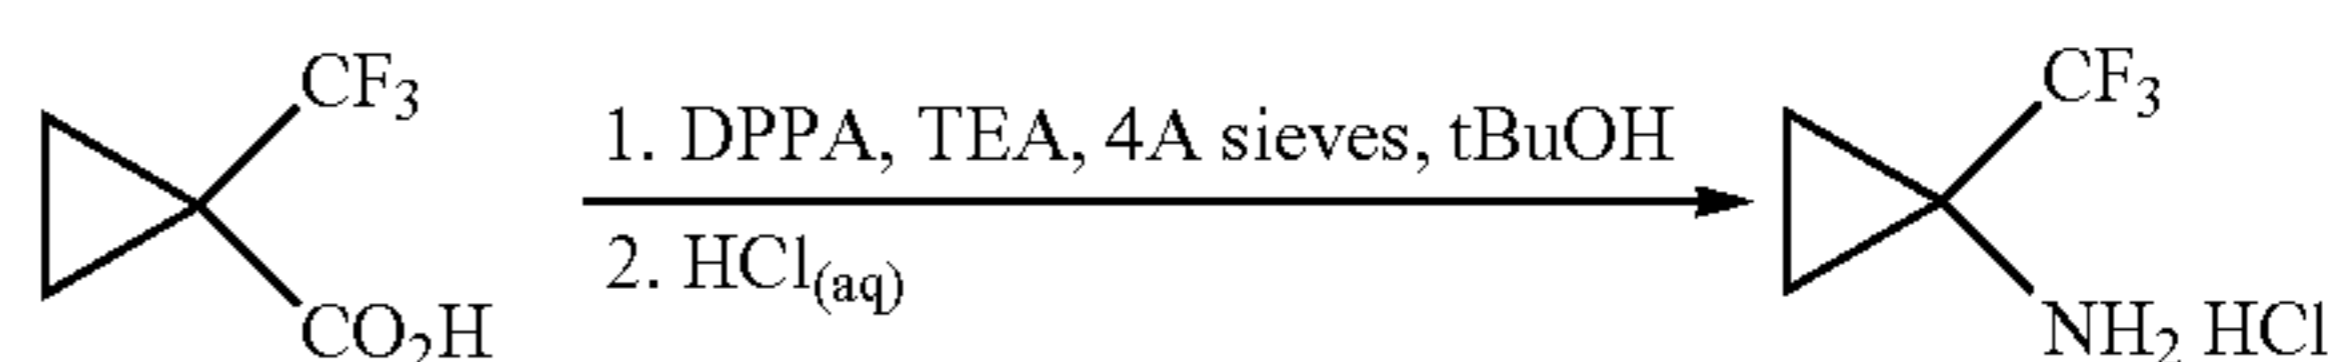 CF3
CO2H
1. DPPA, TEA, 4A sieves, tBuOH
2. HCl(aq)
CF3
NH2 HCl